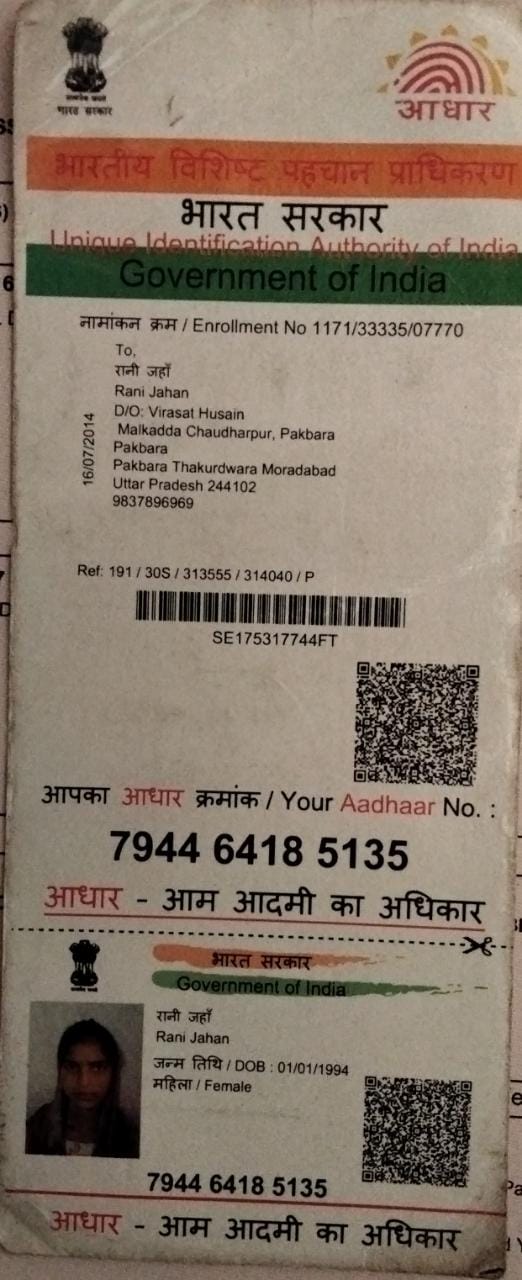 भारत सरकार
आधार
भारतीय विशिष्ट पहचान प्राधिकरण
भारत सरकार
Unique Identification Authority of India
Government of India
नामांकन क्रम / Enrollment No 1171/33335/07770
To,
रानी जहाँ
Rani Jahan
D/O: Virasat Husain
Malkadda Chaudharpur, Pakbara
Pakbara
Pakbara Thakurdwara Moradabad
Uttar Pradesh 244102
9837896969
16/07/2014
Ref: 191 / 30S / 313555 / 314040 / P
SE175317744FT
आपका आधार क्रमांक / Your Aadhaar No. :
7944 6418 5135
आधार - आम आदमी का अधिकार
भारत सरकार
Government of India
रानी जहाँ
Rani Jahan
जन्म तिथि / DOB : 01/01/1994
महिला / Female
7944 6418 5135
आधार - आम आदमी का अधिकार